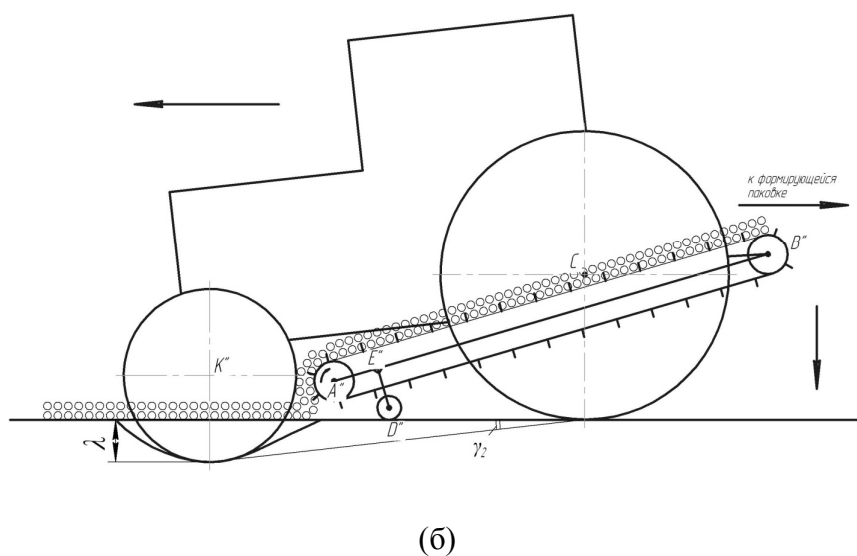 к формирующейся
паковке
B"
C
K"
E"
A"
D"
λ
γ₂
(б)